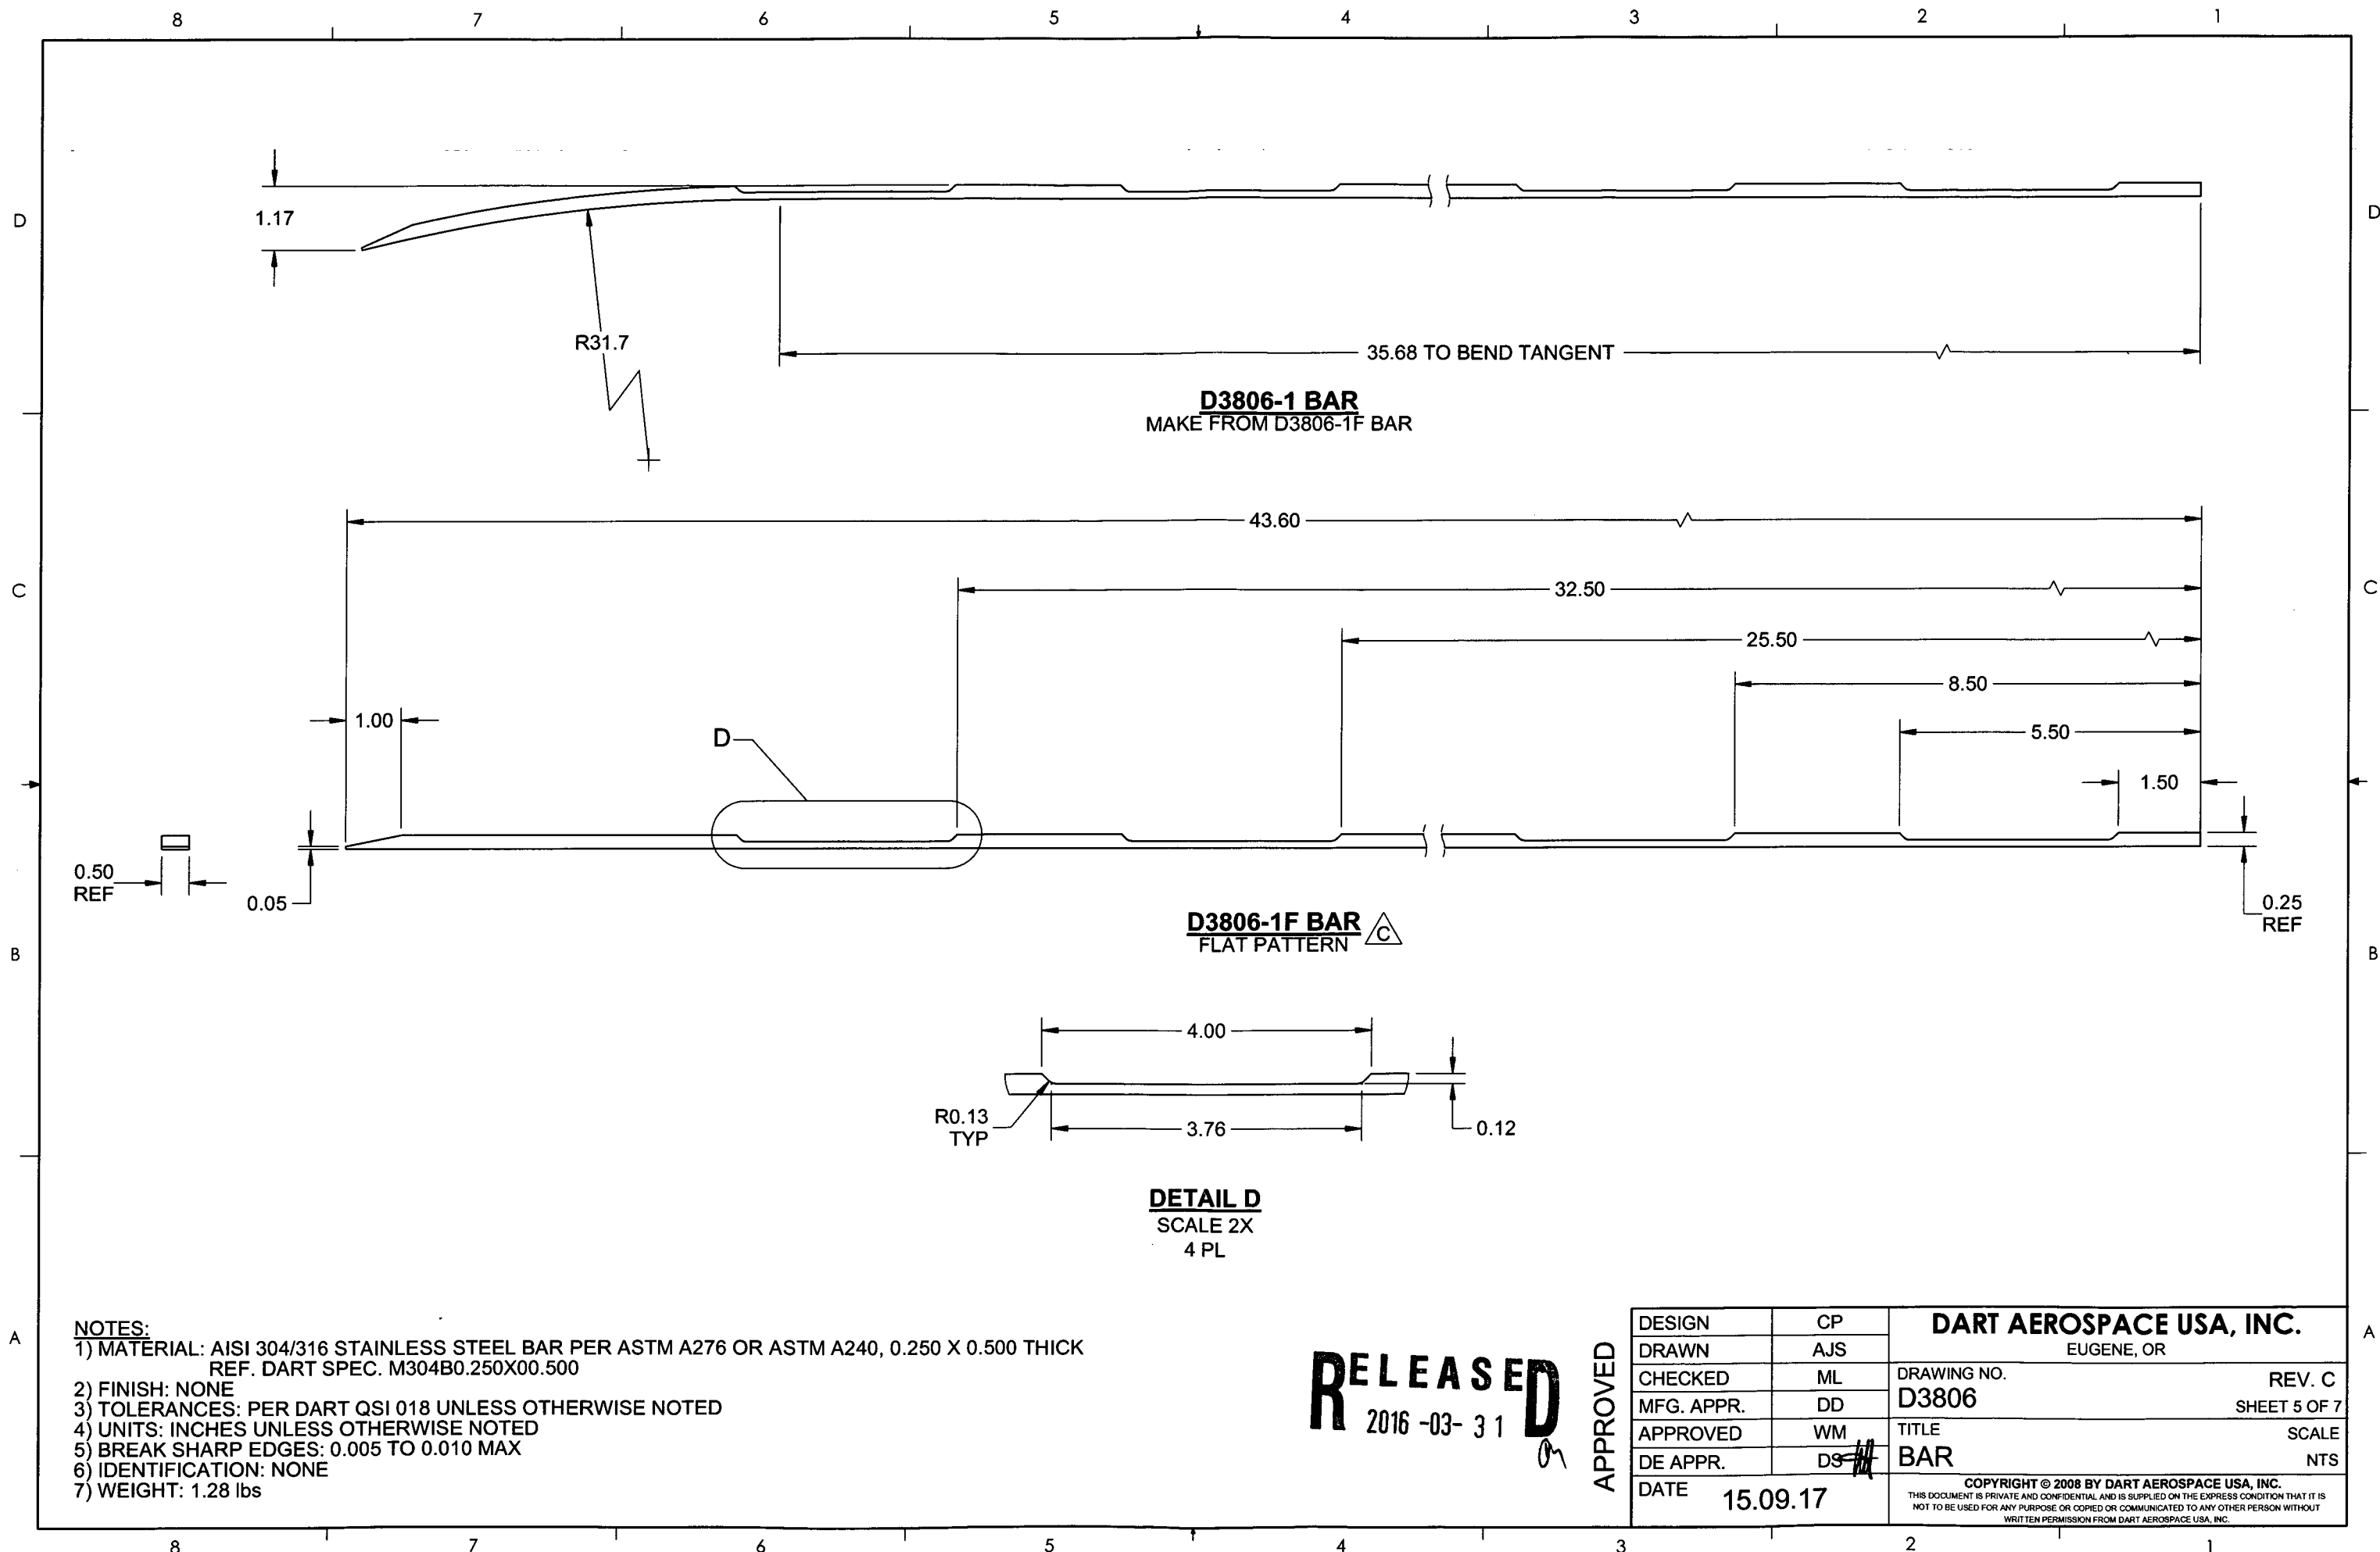 8 7 6 5 4 3 2 1
D
D
1.17
R31.7
35.68 TO BEND TANGENT
D3806-1 BAR
MAKE FROM D3806-1F BAR
43.60
C
32.50
C
25.50
8.50
1.00
D
5.50
1.50
0.50
REF
0.05
0.25
REF
D3806-1F BAR
FLAT PATTERN
C
B
B
4.00
R0.13
TYP
3.76
0.12
DETAIL D
SCALE 2X
4 PL
A
A
NOTES:
1) MATERIAL: AISI 304/316 STAINLESS STEEL BAR PER ASTM A276 OR ASTM A240, 0.250 X 0.500 THICK
REF. DART SPEC. M304B0.250X00.500
2) FINISH: NONE
3) TOLERANCES: PER DART QSI 018 UNLESS OTHERWISE NOTED
4) UNITS: INCHES UNLESS OTHERWISE NOTED
5) BREAK SHARP EDGES: 0.005 TO 0.010 MAX
6) IDENTIFICATION: NONE
7) WEIGHT: 1.28 lbs
RELEASED
2016-03-31
APPROVED
DESIGN CP
DRAWN AJS
CHECKED ML
MFG. APPR. DD
APPROVED WM
DE APPR. DS
DATE 15.09.17
DART AEROSPACE USA, INC.
EUGENE, OR
DRAWING NO. REV. C
D3806 SHEET 5 OF 7
TITLE SCALE
BAR NTS
COPYRIGHT © 2008 BY DART AEROSPACE USA, INC.
THIS DOCUMENT IS PRIVATE AND CONFIDENTIAL AND IS SUPPLIED ON THE EXPRESS CONDITION THAT IT IS
NOT TO BE USED FOR ANY PURPOSE OR COPIED OR COMMUNICATED TO ANY OTHER PERSON WITHOUT
WRITTEN PERMISSION FROM DART AEROSPACE USA, INC.
8 7 6 5 4 3 2 1